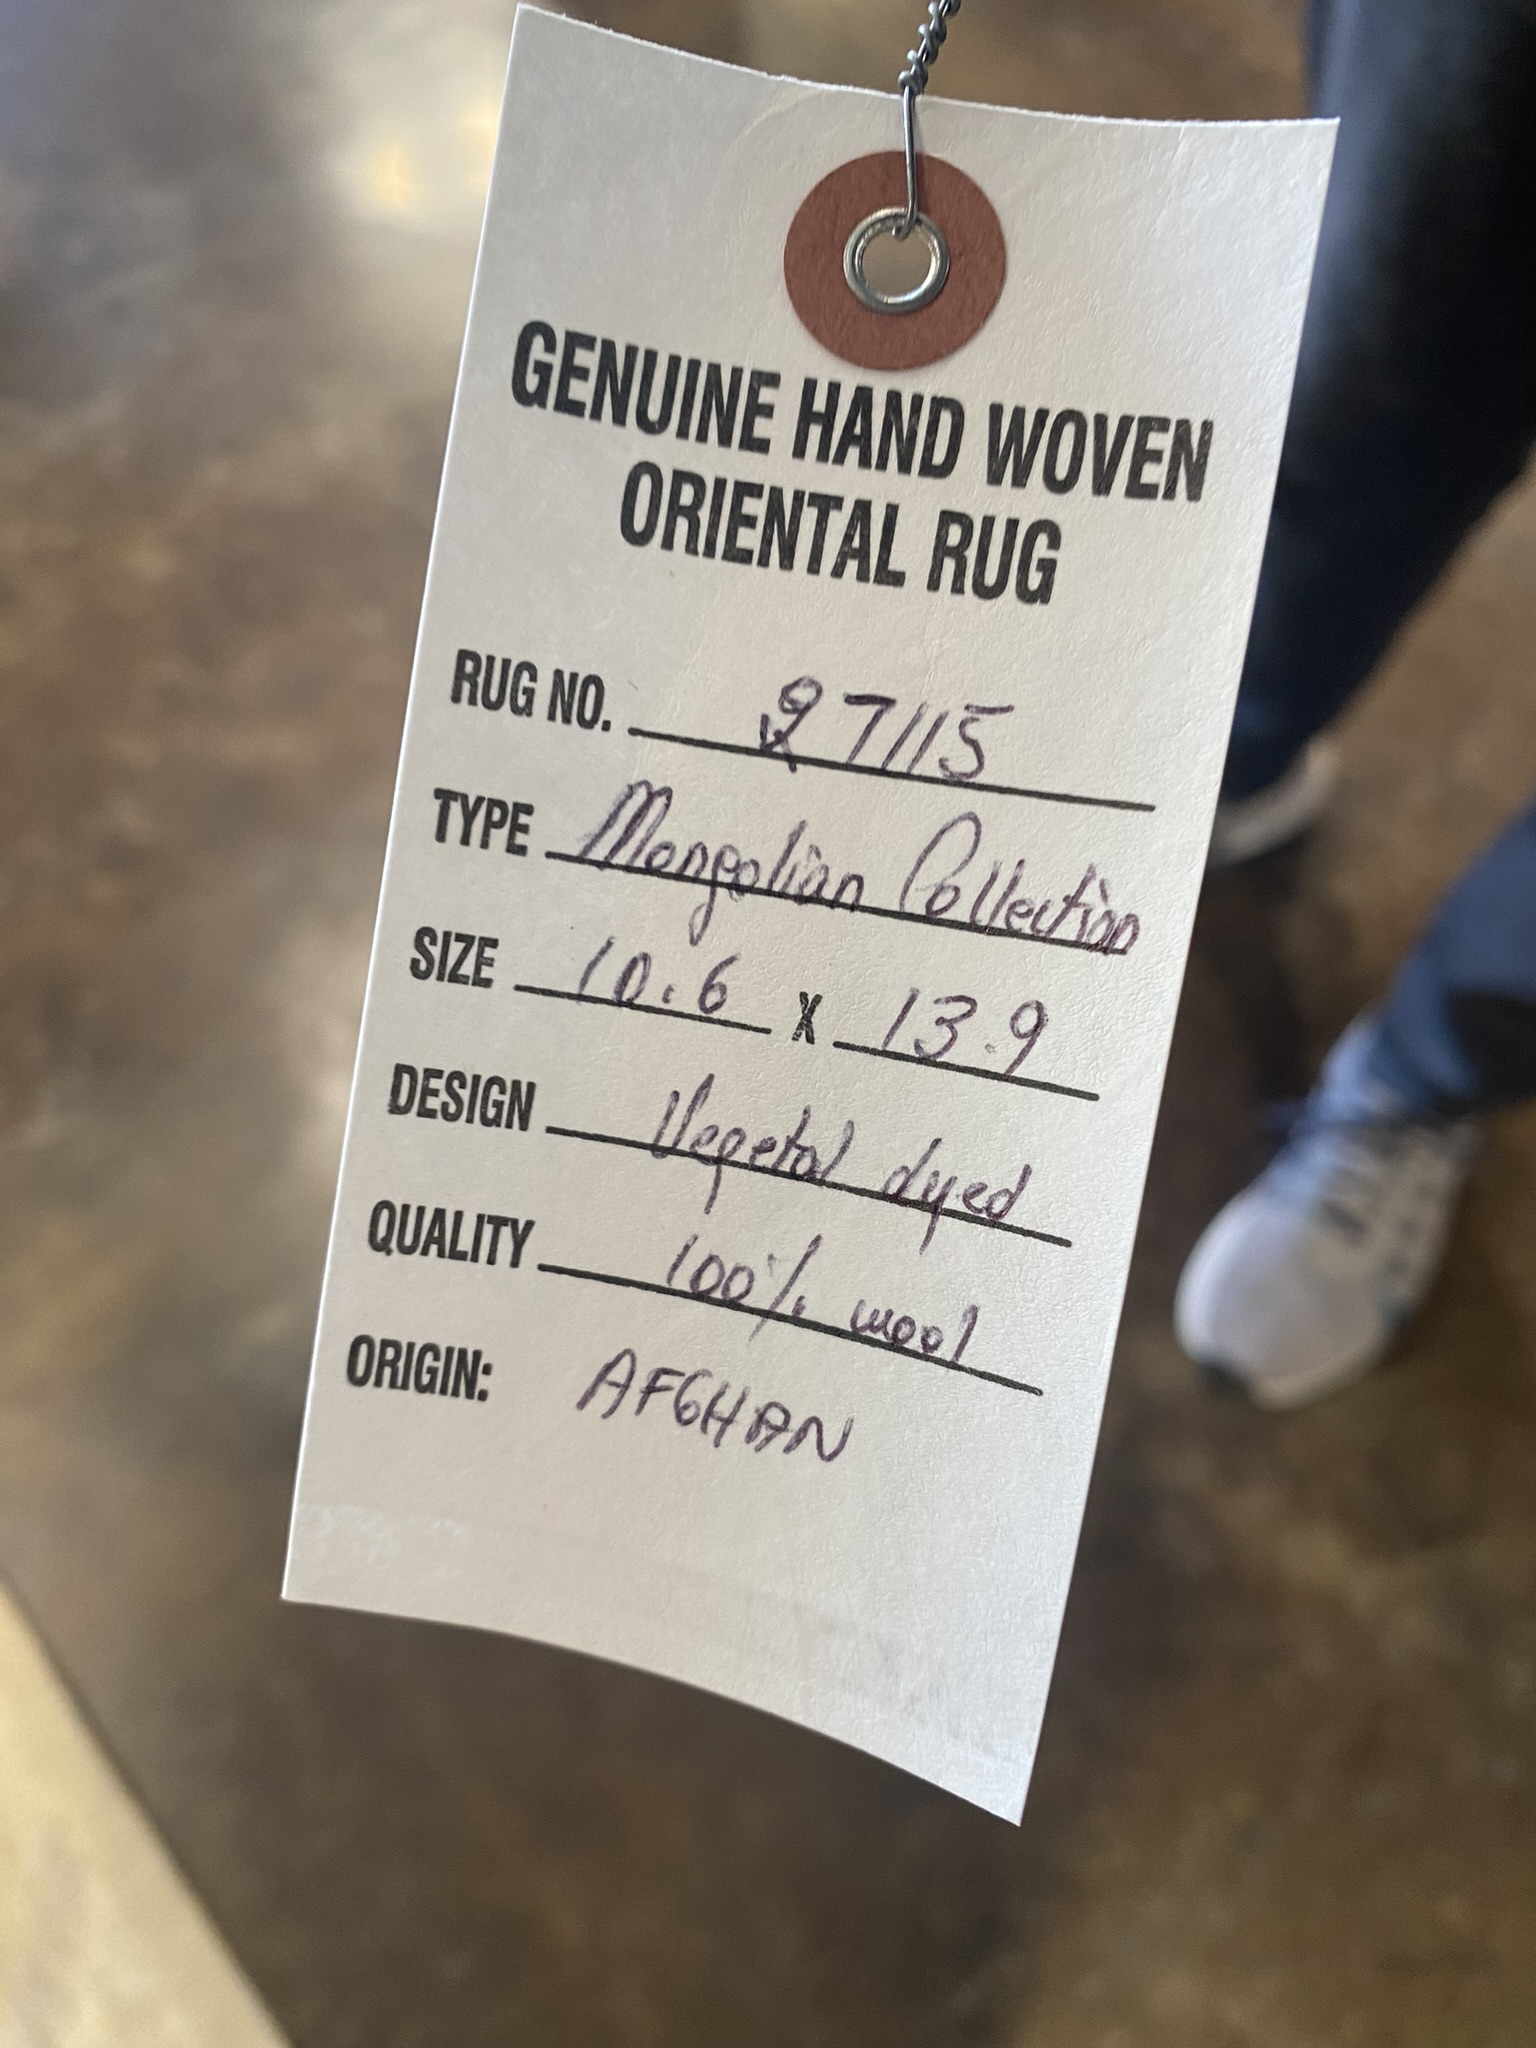 GENUINE HAND WOVEN
ORIENTAL RUG
RUG NO. 27115
TYPE Mongolian Collection
SIZE 10.6 X 13.9
DESIGN Vegetal dyed
QUALITY 100% wool
ORIGIN: AFGHAN